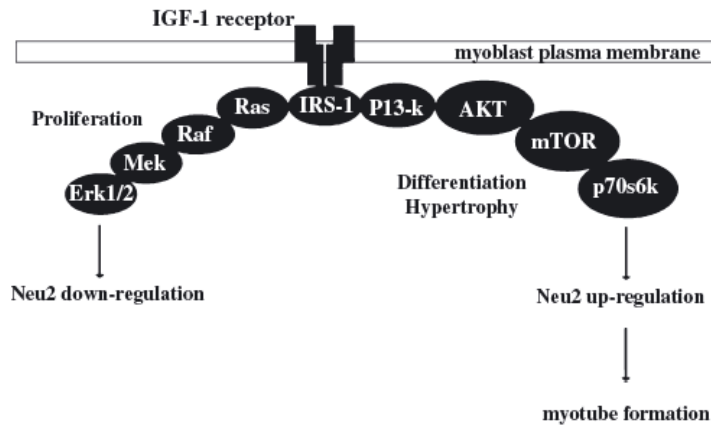 IGF-1 receptor
myoblast plasma membrane
Ras
IRS-1
P13-k
AKT
Proliferation
Raf
mTOR
Mek
Erk1/2
Differentiation
Hypertrophy
p70s6k
Neu2 down-regulation
Neu2 up-regulation
myotube formation